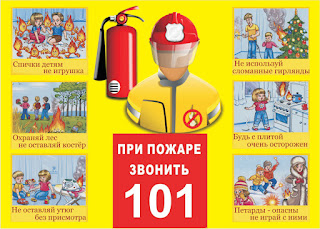 Спички детям
не игрушка
Охраняй лес
не оставляй костёр
Не оставляй утюг
без присмотра
ПРИ ПОЖАРЕ
ЗВОНИТЬ
101
Не используй
сломанные гирлянды
Будь с плитой
очень осторожен
Петарды - опасны
не играй с ними